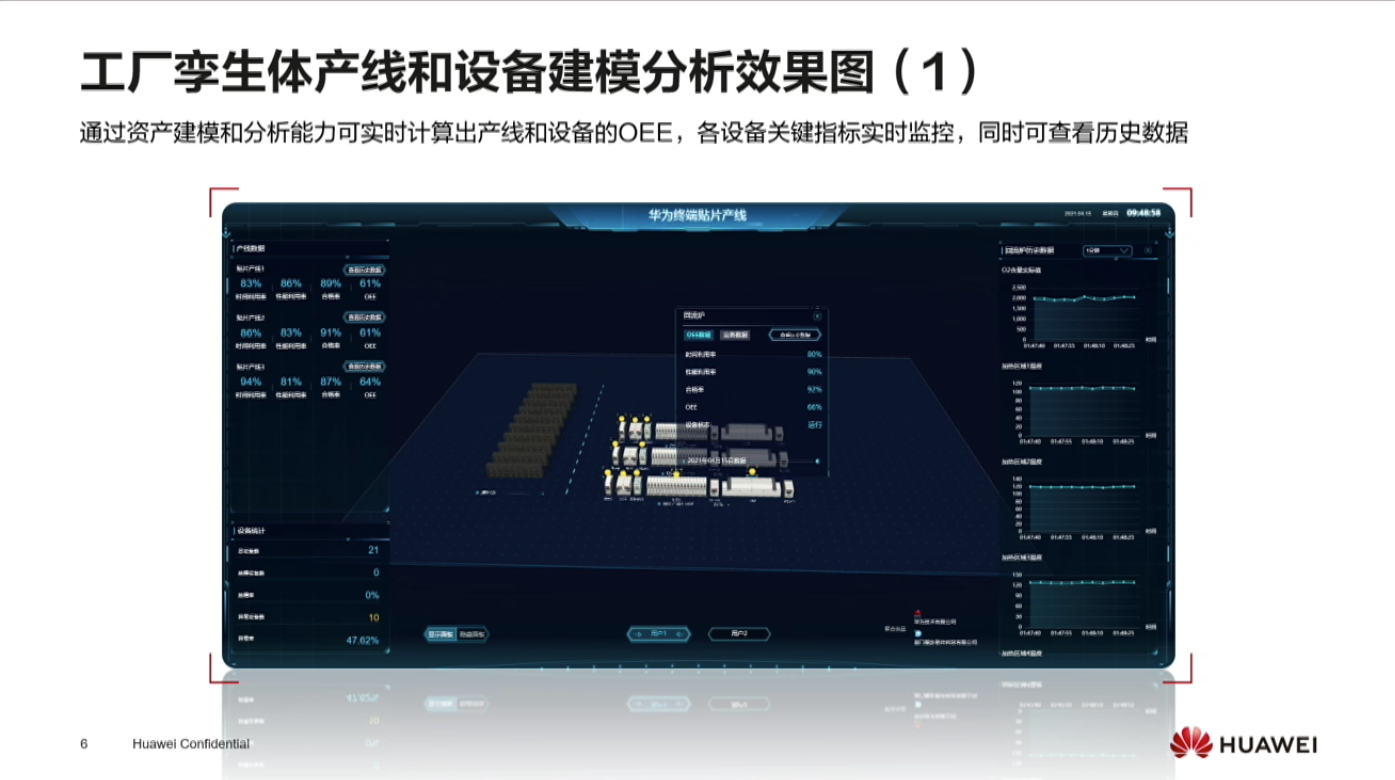 工厂孪生体产线和设备建模分析效果图（1）
通过资产建模和分析能力可实时计算出产线和设备的OEE，各设备关键指标实时监控，同时可查看历史数据
华为终端贴片产线
2021.04.15 星期四 09:48:58
产线数据
贴片产线1 查看历史数据
83% 86% 89% 61%
时间利用率 性能利用率 合格率 OEE
贴片产线2 查看历史数据
86% 83% 91% 61%
时间利用率 性能利用率 合格率 OEE
贴片产线3 查看历史数据
94% 81% 87% 64%
时间利用率 性能利用率 合格率 OEE
设备统计
总设备数 21
故障设备数 0
故障率 0%
异常设备数 10
异常率 47.62%
回流炉
OEE数据 查看历史数据
时间利用率 80%
性能利用率 90%
合格率 92%
OEE 66%
设备状态 运行
2021年04月15日数据
显示面板 隐藏面板
用户1
用户2
联合出品
华为技术有限公司
回流炉历史数据 1分钟
O2含量实际值
2,500
2,000
1,500
1,000
500
0
01:47:40 01:47:55 01:48:10 01:48:25 时间
加热区域1温度
120
100
80
60
40
20
0
01:47:40 01:47:55 01:48:10 01:48:25 时间
加热区域2温度
140
120
100
80
60
40
20
0
01:47:40 01:47:55 01:48:10 01:48:25 时间
加热区域3温度
150
120
90
60
30
0
01:47:40 01:47:55 01:48:10 01:48:25 时间
加热区域4温度
6 Huawei Confidential
HUAWEI